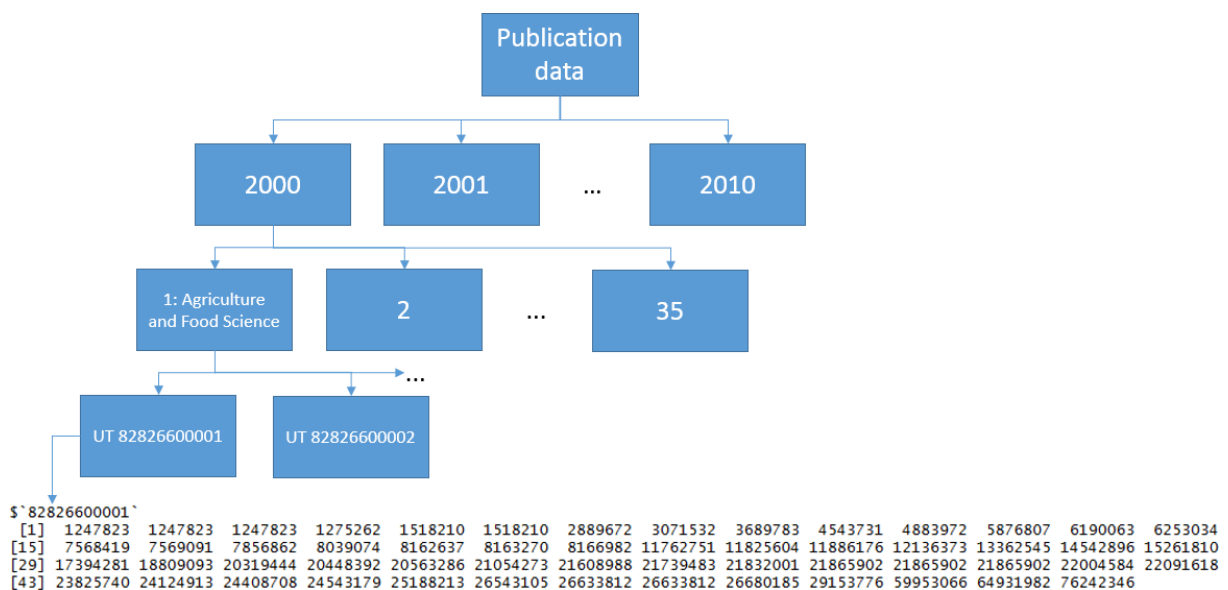 Publication
data
2000
2001
...
2010
1: Agriculture
and Food Science
2
...
35
...
UT 82826600001
UT 82826600002
$`82826600001`
[1] 1247823 1247823 1247823 1275262 1518210 1518210 2889672 3071532 3689783 4543731 4883972 5876807 6190063 6253034
[15] 7568419 7569091 7856862 8039074 8162637 8163270 8166982 11762751 11825604 11886176 12136373 13362545 14542896 15261810
[29] 17394281 18809093 20319444 20448392 20563286 21054273 21608988 21739483 21832001 21865902 21865902 21865902 22004584 22091618
[43] 23825740 24124913 24408708 24543179 25188213 26543105 26633812 26633812 26680185 29153776 59953066 64931982 76242346